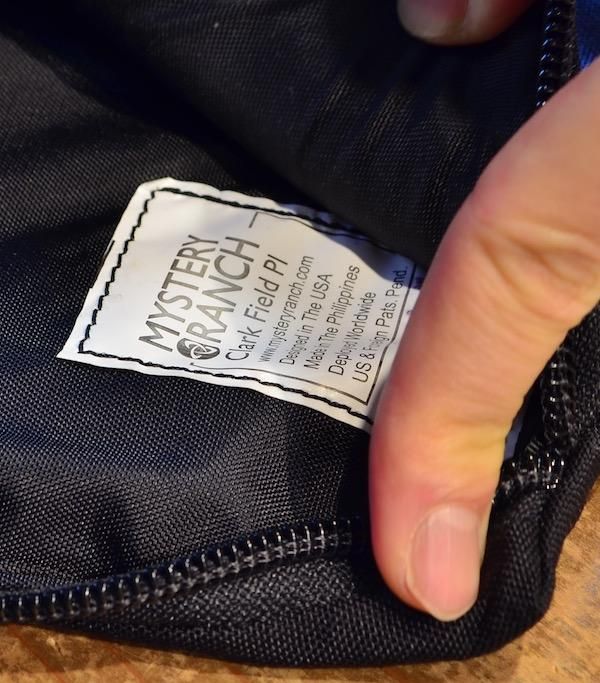 MYSTERY
RANCH
Clark Field PI
www.mysteryranch.com
Designed in The USA
Made in The Philippines
Deployed Worldwide
US & Foreign Pats. Pend.